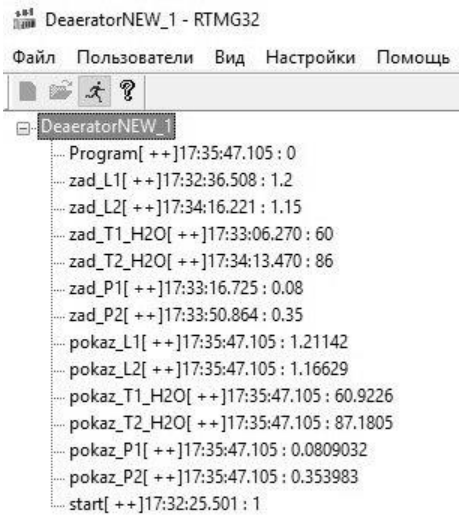 DeaeratorNEW_1 - RTMG32
Файл Пользователи Вид Настройки Помощь
DeaeratorNEW_1
Program[ ++]17:35:47.105 : 0
zad_L1[ ++]17:32:36.508 : 1.2
zad_L2[ ++]17:34:16.221 : 1.15
zad_T1_H2O[ ++]17:33:06.270 : 60
zad_T2_H2O[ ++]17:34:13.470 : 86
zad_P1[ ++]17:33:16.725 : 0.08
zad_P2[ ++]17:33:50.864 : 0.35
pokaz_L1[ ++]17:35:47.105 : 1.21142
pokaz_L2[ ++]17:35:47.105 : 1.16629
pokaz_T1_H2O[ ++]17:35:47.105 : 60.9226
pokaz_T2_H2O[ ++]17:35:47.105 : 87.1805
pokaz_P1[ ++]17:35:47.105 : 0.0809032
pokaz_P2[ ++]17:35:47.105 : 0.353983
start[ ++]17:32:25.501 : 1